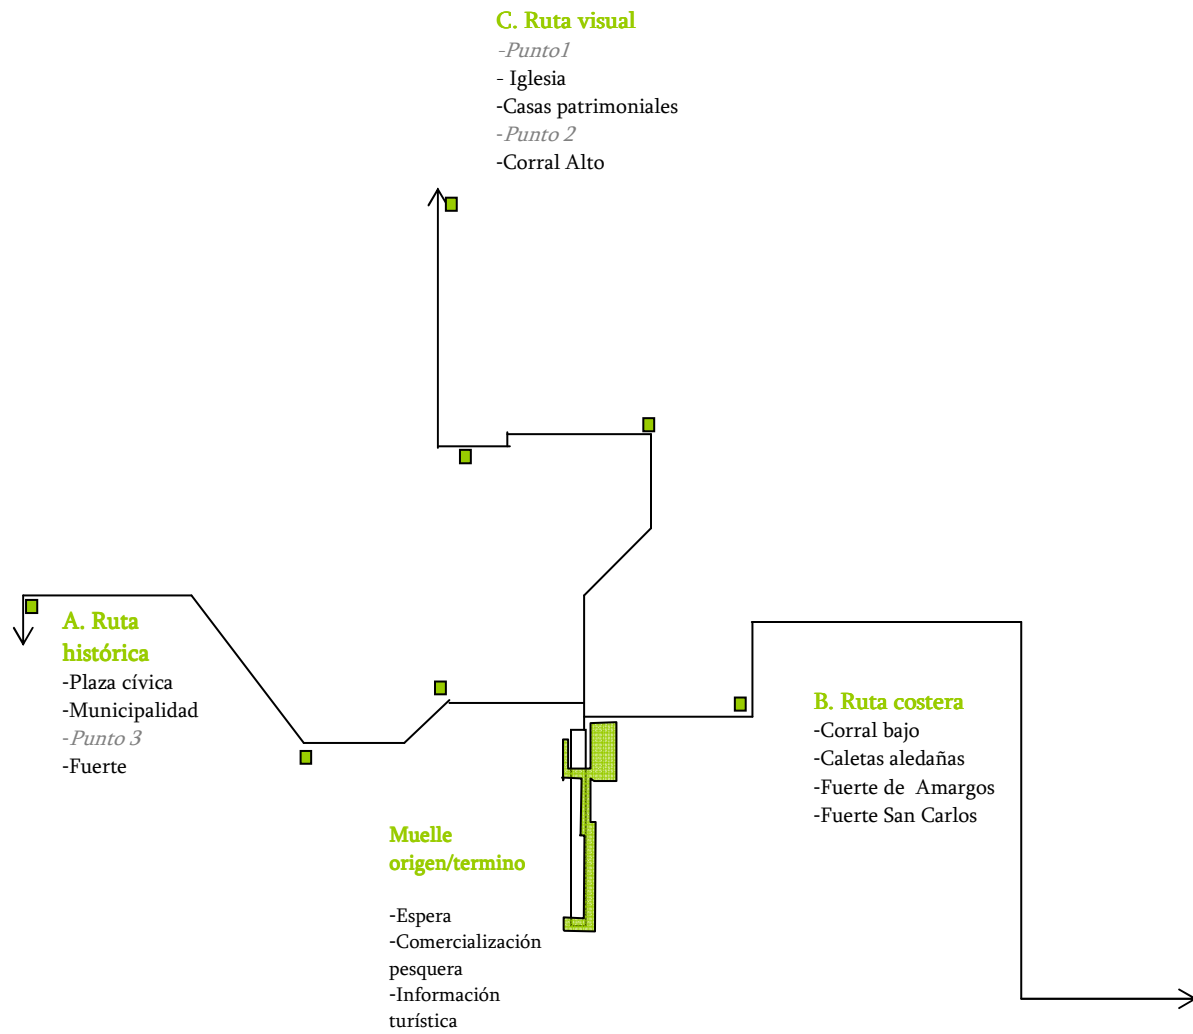 C. Ruta visual
-Punto1
- Iglesia
-Casas patrimoniales
-Punto 2
-Corral Alto
A. Ruta
histórica
-Plaza cívica
-Municipalidad
-Punto 3
-Fuerte
B. Ruta costera
-Corral bajo
-Caletas aledañas
-Fuerte de Amargos
-Fuerte San Carlos
Muelle
origen/termino
-Espera
-Comercialización
pesquera
-Información
turística